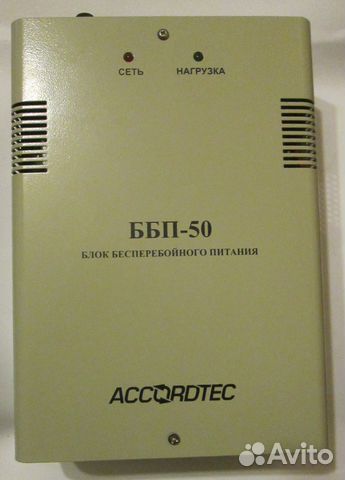 СЕТЬ НАГРУЗКА
ББП-50
БЛОК БЕСПЕРЕБОЙНОГО ПИТАНИЯ
ACCORDTEC
Avito